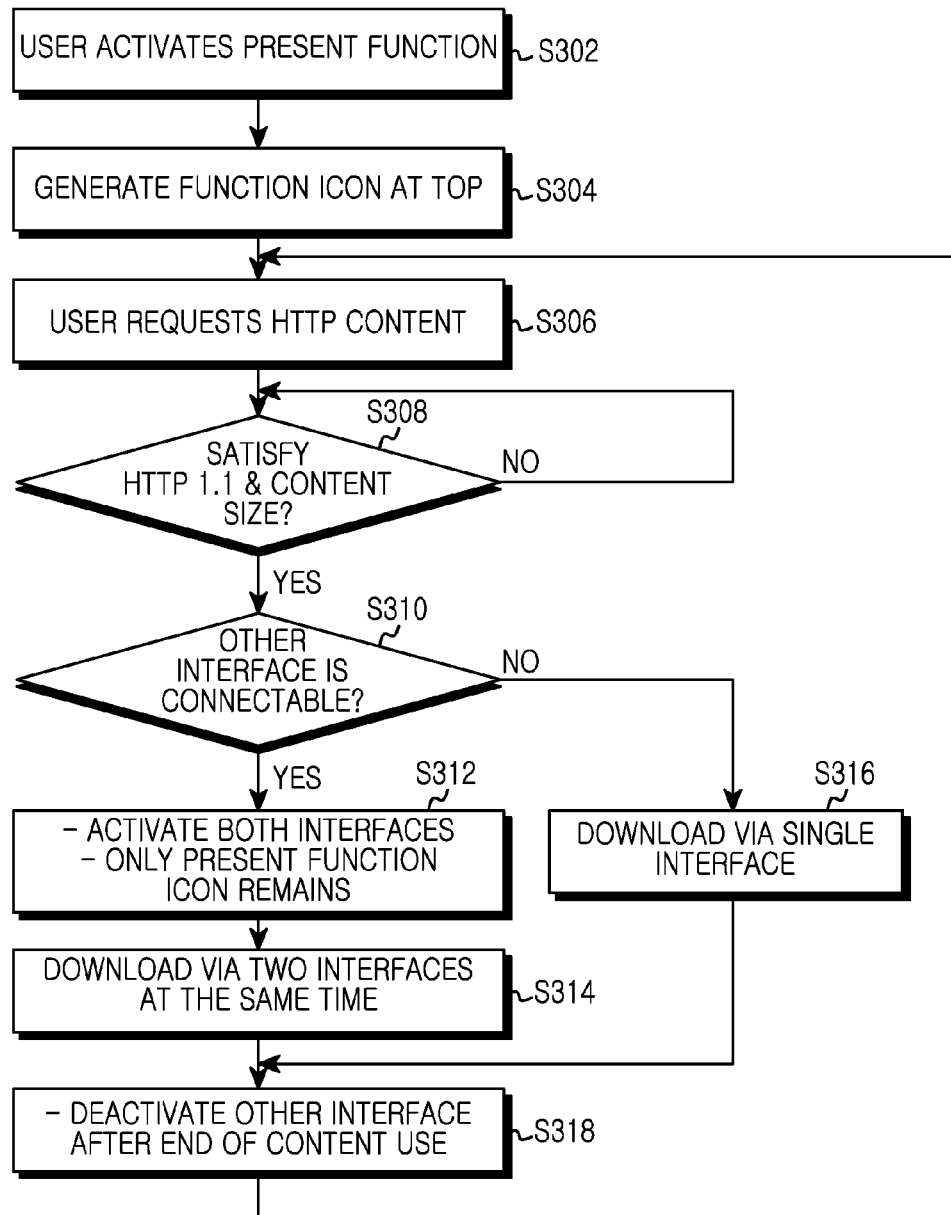 USER ACTIVATES PRESENT FUNCTION
S302
GENERATE FUNCTION ICON AT TOP
S304
USER REQUESTS HTTP CONTENT
S306
S308
SATISFY
HTTP 1.1 & CONTENT
SIZE?
NO
YES
S310
OTHER
INTERFACE IS
CONNECTABLE?
NO
YES
S312
- ACTIVATE BOTH INTERFACES
- ONLY PRESENT FUNCTION
ICON REMAINS
S316
DOWNLOAD VIA SINGLE
INTERFACE
DOWNLOAD VIA TWO INTERFACES
AT THE SAME TIME
S314
- DEACTIVATE OTHER INTERFACE
AFTER END OF CONTENT USE
S318